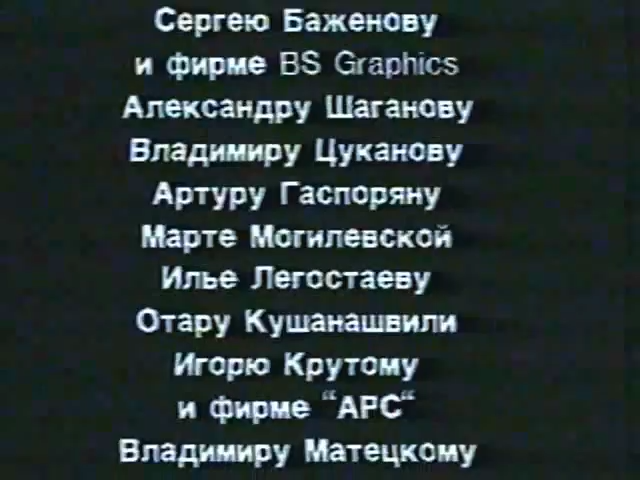 Сергею Баженову
и фирме BS Graphics
Александру Шаганову
Владимиру Цуканову
Артуру Гаспоряну
Марте Могилевской
Илье Легостаеву
Отару Кушанашвили
Игорю Крутому
и фирме “АРС“
Владимиру Матецкому